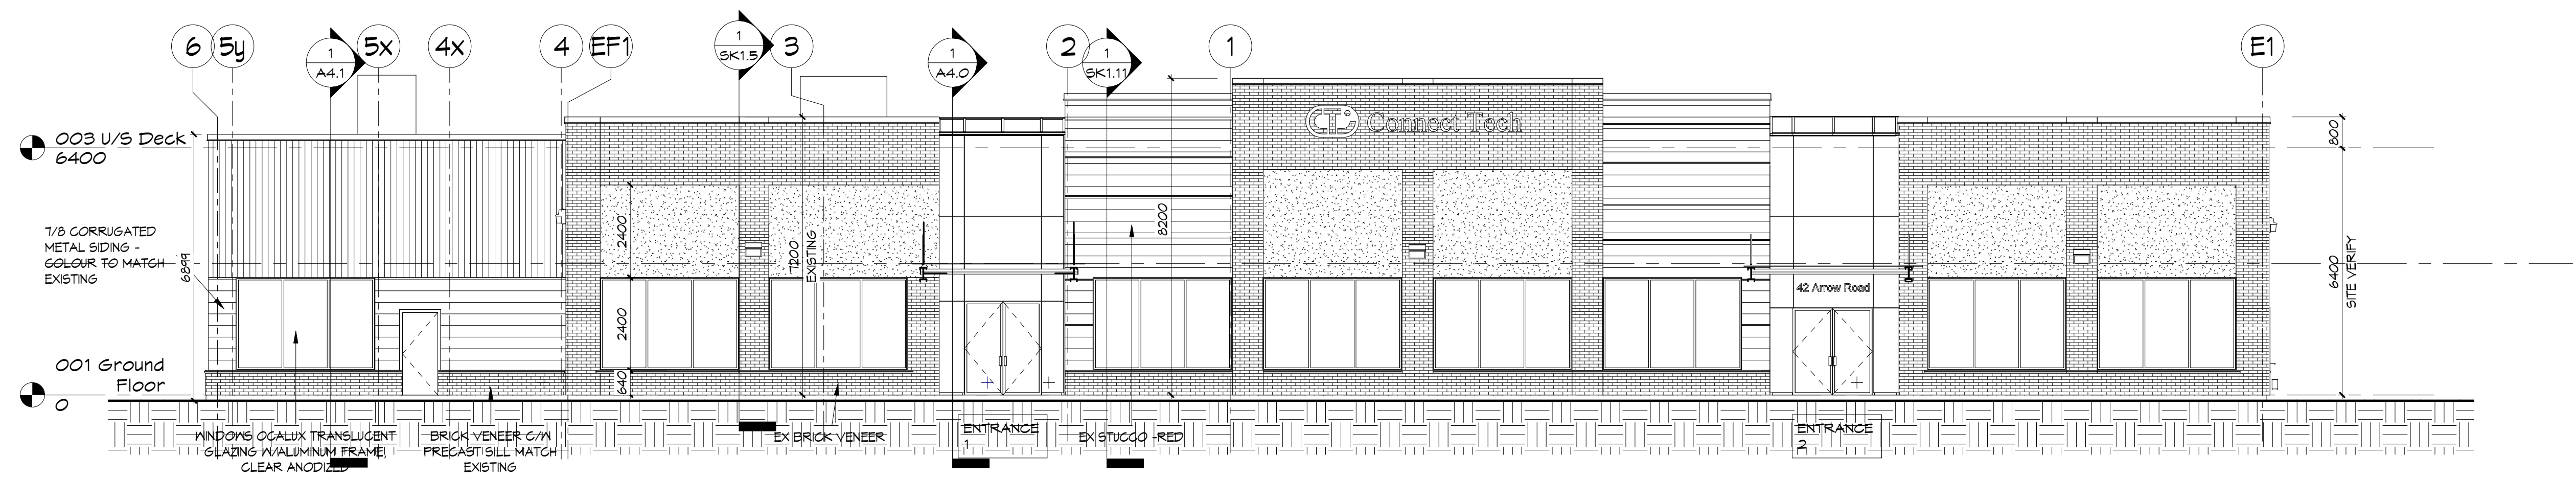 6
5y
1
A4.1
5x
4x
4
EF1
1
SK1.5
3
1
A4.0
2
1
SK1.11
1
E1
003 U/S Deck
6400
CTi Connect Tech
800
7/8 CORRUGATED
METAL SIDING -
COLOUR TO MATCH
EXISTING
6899
2400
2400
640
7200
EXISTING
8200
42 Arrow Road
6400
SITE VERIFY
001 Ground
Floor
0
WINDOWS OCALUX TRANSLUCENT
GLAZING W/ALUMINUM FRAME,
CLEAR ANODIZED
BRICK VENEER C/W
PRECAST SILL MATCH
EXISTING
EX BRICK VENEER
ENTRANCE
1
EX STUCCO -RED
ENTRANCE
2